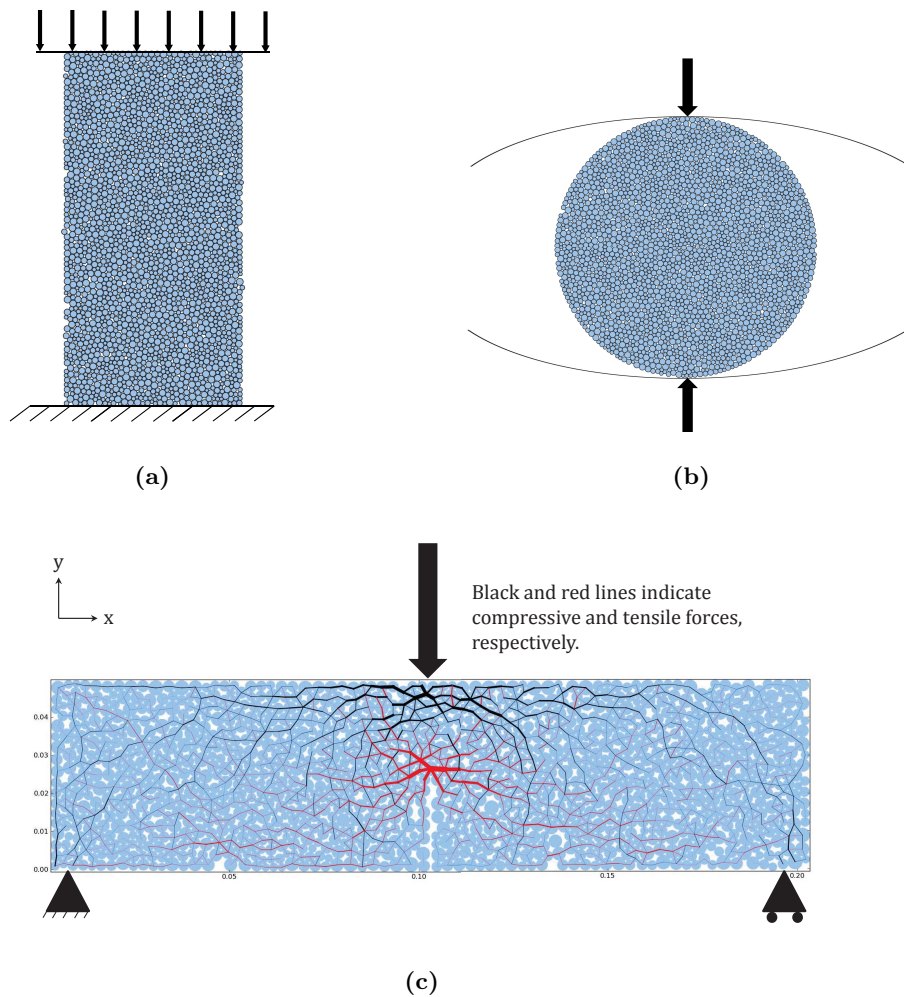 (a)
(b)
y
x
Black and red lines indicate
compressive and tensile forces,
respectively.
0.04
0.03
0.02
0.01
0.00
0.05
0.10
0.15
0.20
(c)